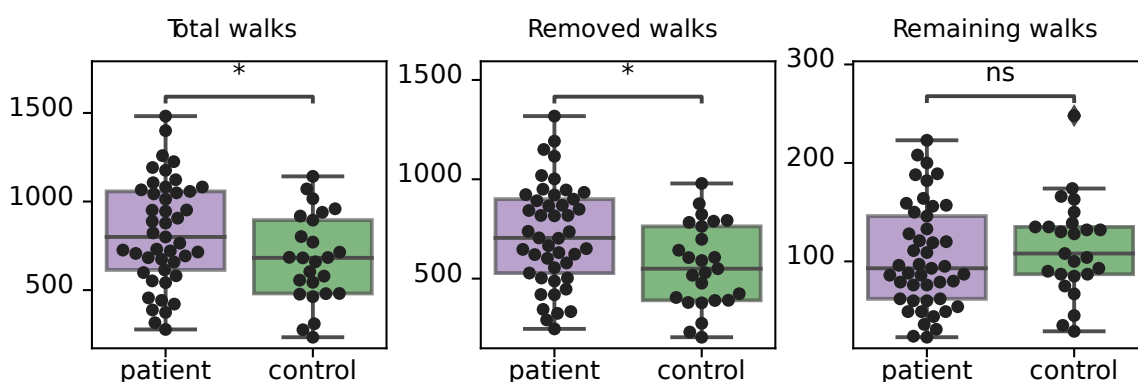 Total walks
Removed walks
Remaining walks
*
*
ns
1500
1000
500
1500
1000
500
300
200
100
patient
control
patient
control
patient
control